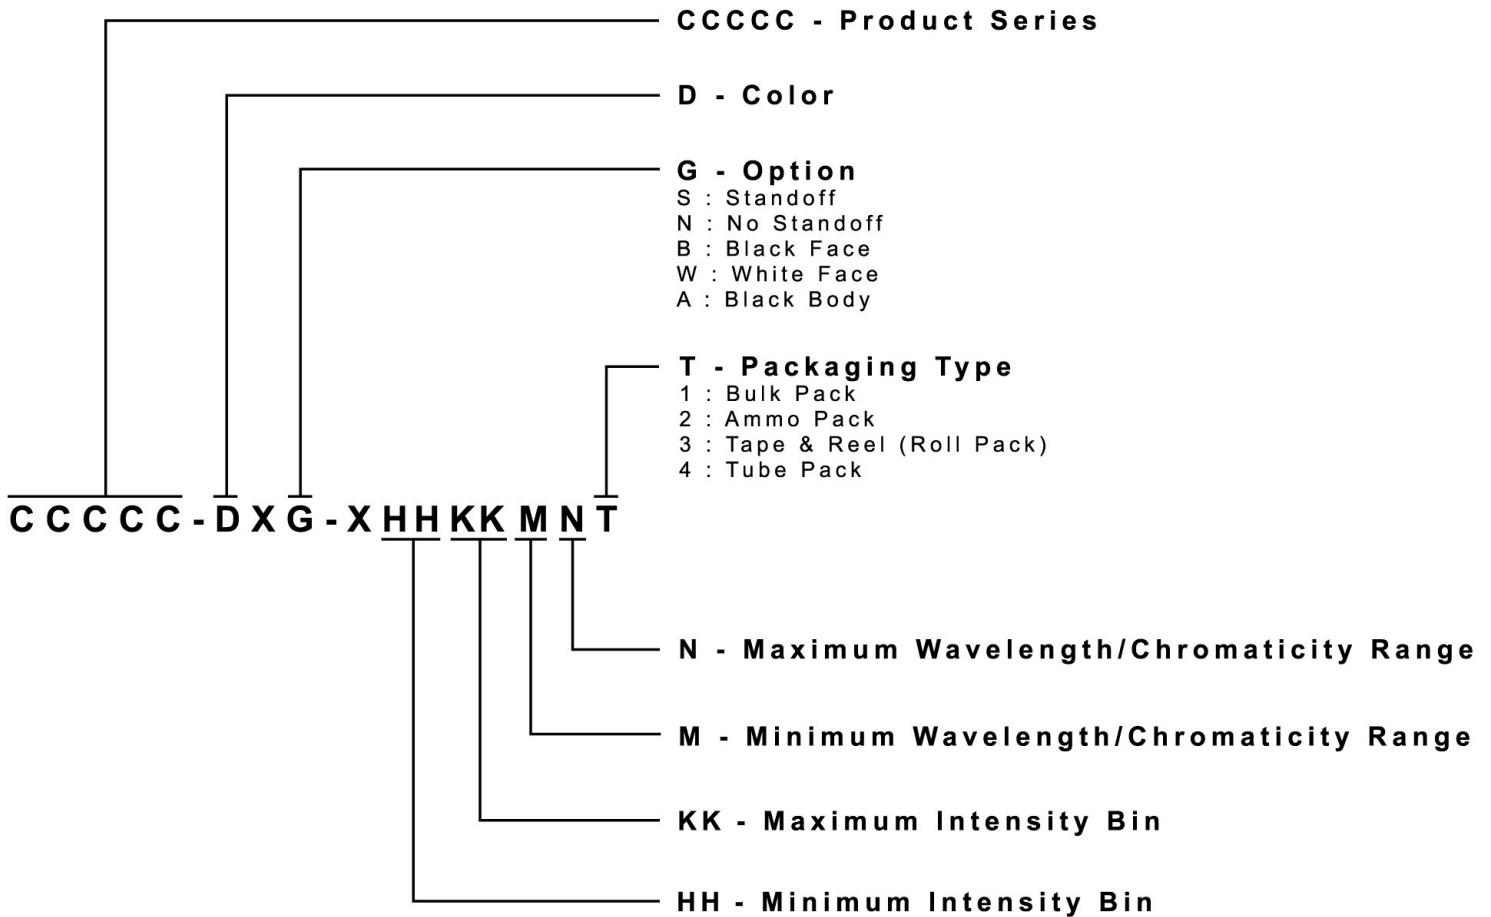 CCCCC - Product Series
D - Color
G - Option
S : Standoff
N : No Standoff
B : Black Face
W : White Face
A : Black Body
T - Packaging Type
1 : Bulk Pack
2 : Ammo Pack
3 : Tape & Reel (Roll Pack)
4 : Tube Pack
CCCCC-DXG-XHHKKMNT
N - Maximum Wavelength/Chromaticity Range
M - Minimum Wavelength/Chromaticity Range
KK - Maximum Intensity Bin
HH - Minimum Intensity Bin